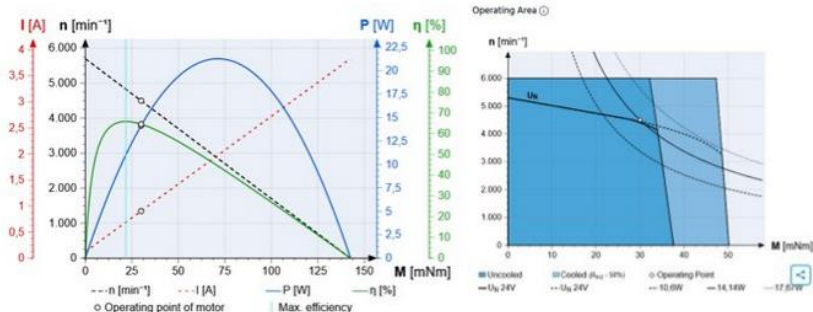 Operating Area
I [A]
n [min⁻¹]
P [W]
η [%]
n [min⁻¹]
4
3,5
3
2,5
2
1,5
1
0,5
0
6.000
5.000
4.000
3.000
2.000
1.000
0
22,5
20
17,5
15
12,5
10
7,5
5
2,5
0
100
90
80
70
60
50
40
30
20
10
0
0 25 50 75 100 125 150
M [mNm]
n [min⁻¹] I [A] P [W] η [%]
Operating point of motor Max. efficiency
6.000
5.000
4.000
3.000
2.000
1.000
0
U_N
0 10 20 30 40 50
M [mNm]
Uncooled Cooled Operating Point
U_N 24V U_N 24V 10,6W 14,14W 17,67W